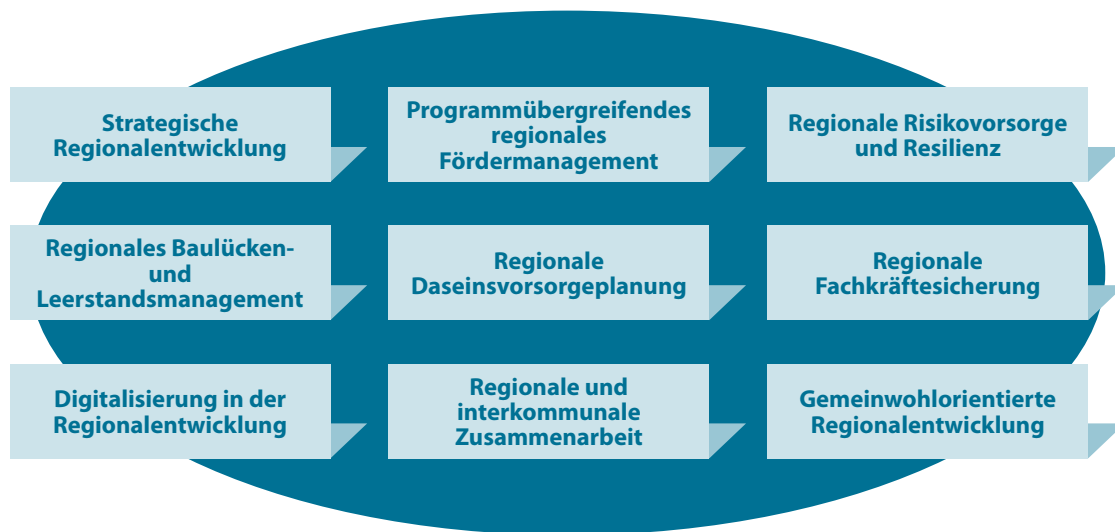 Strategische
Regionalentwicklung
Programmübergreifendes
regionales
Fördermanagement
Regionale Risikovorsorge
und Resilienz
Regionales Baulücken-
und
Leerstandsmanagement
Regionale
Daseinsvorsorgeplanung
Regionale
Fachkräftesicherung
Digitalisierung in der
Regionalentwicklung
Regionale und
interkommunale
Zusammenarbeit
Gemeinwohlorientierte
Regionalentwicklung